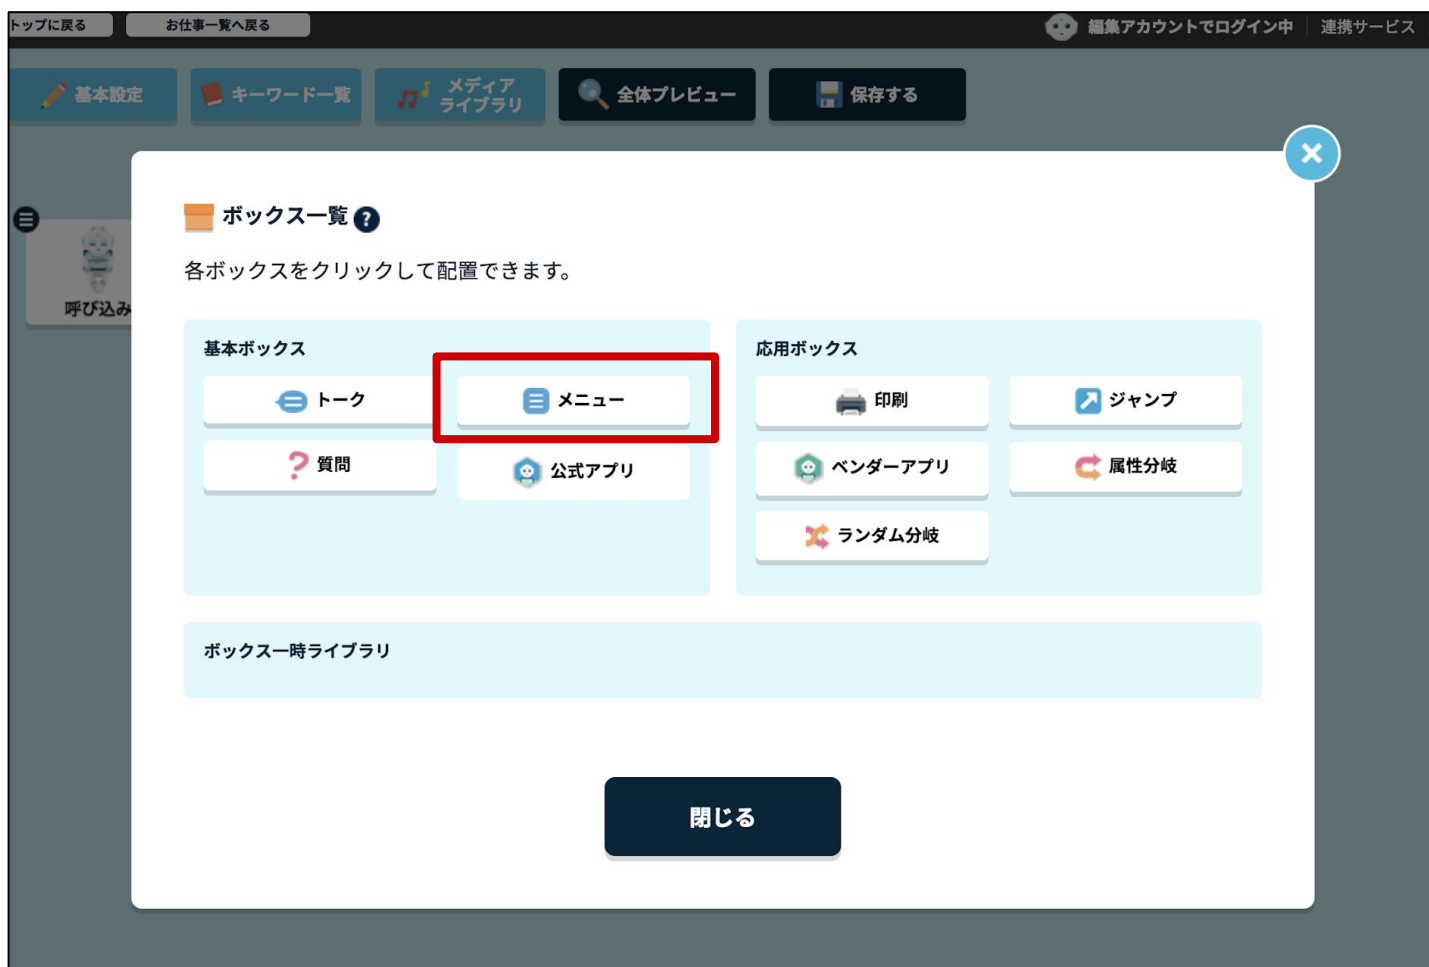 トップに戻る
お仕事一覧へ戻る
編集アカウントでログイン中
連携サービス
基本設定
キーワード一覧
メディア
ライブラリ
全体プレビュー
保存する
呼び込み
ボックス一覧 ?
各ボックスをクリックして配置できます。
基本ボックス
トーク
メニュー
質問
公式アプリ
応用ボックス
印刷
ジャンプ
ベンダーアプリ
属性分岐
ランダム分岐
ボックス一時ライブラリ
閉じる